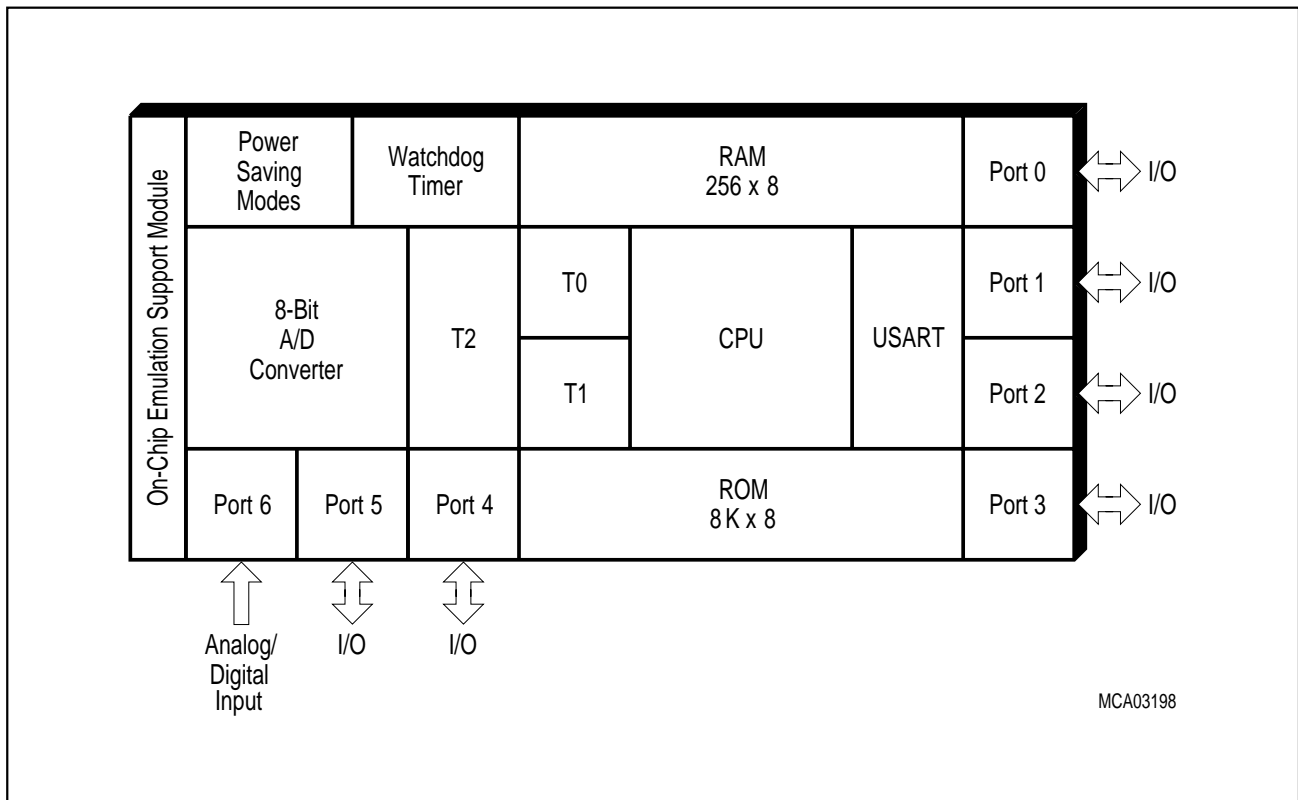 On-Chip Emulation Support Module
Power
Saving
Modes
Watchdog
Timer
RAM
256 x 8
Port 0
I/O
8-Bit
A/D
Converter
T2
T0
T1
CPU
USART
Port 1
I/O
Port 2
I/O
Port 6
Port 5
Port 4
ROM
8K x 8
Port 3
I/O
Analog/
Digital
Input
I/O
I/O
MCA03198